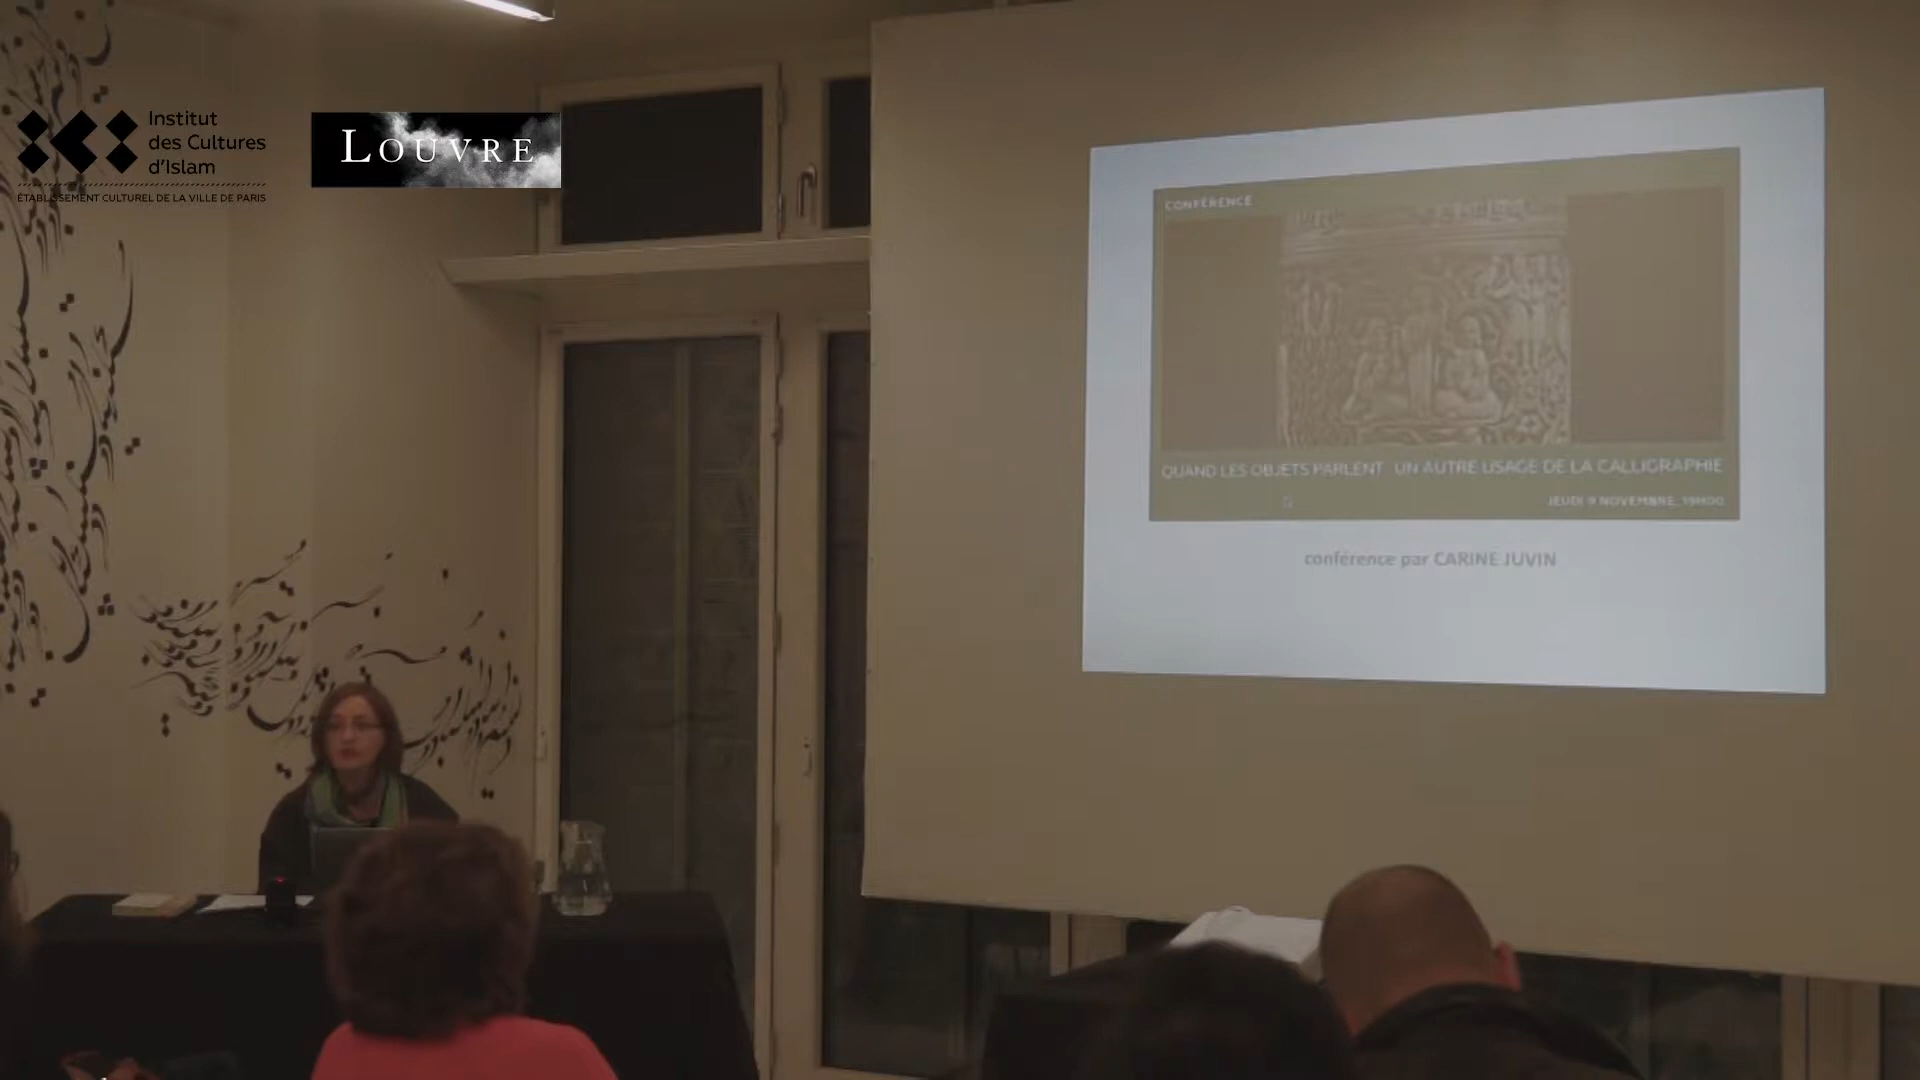 Institut
des Cultures
d'Islam
ÉTABLISSEMENT CULTUREL DE LA VILLE DE PARIS
LOUVRE
CONFÉRENCE
QUAND LES OBJETS PARLENT UN AUTRE USAGE DE LA CALLIGRAPHIE
JEUDI 9 NOVEMBRE, 19H00
conférence par CARINE JUVIN